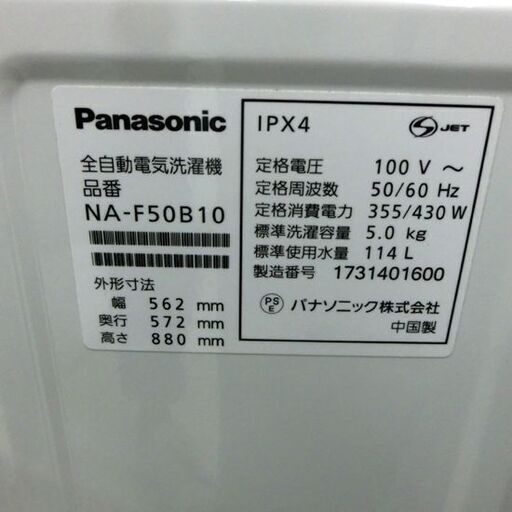 Panasonic
全自動電気洗濯機
品番
NA-F50B10
外形寸法
幅 562 mm
奥行 572 mm
高さ 880 mm
IPX4
S JET
定格電圧 100 V ～
定格周波数 50/60 Hz
定格消費電力 355/430 W
標準洗濯容量 5.0 kg
標準使用水量 114 L
製造番号 1731401600
PS E パナソニック株式会社
中国製